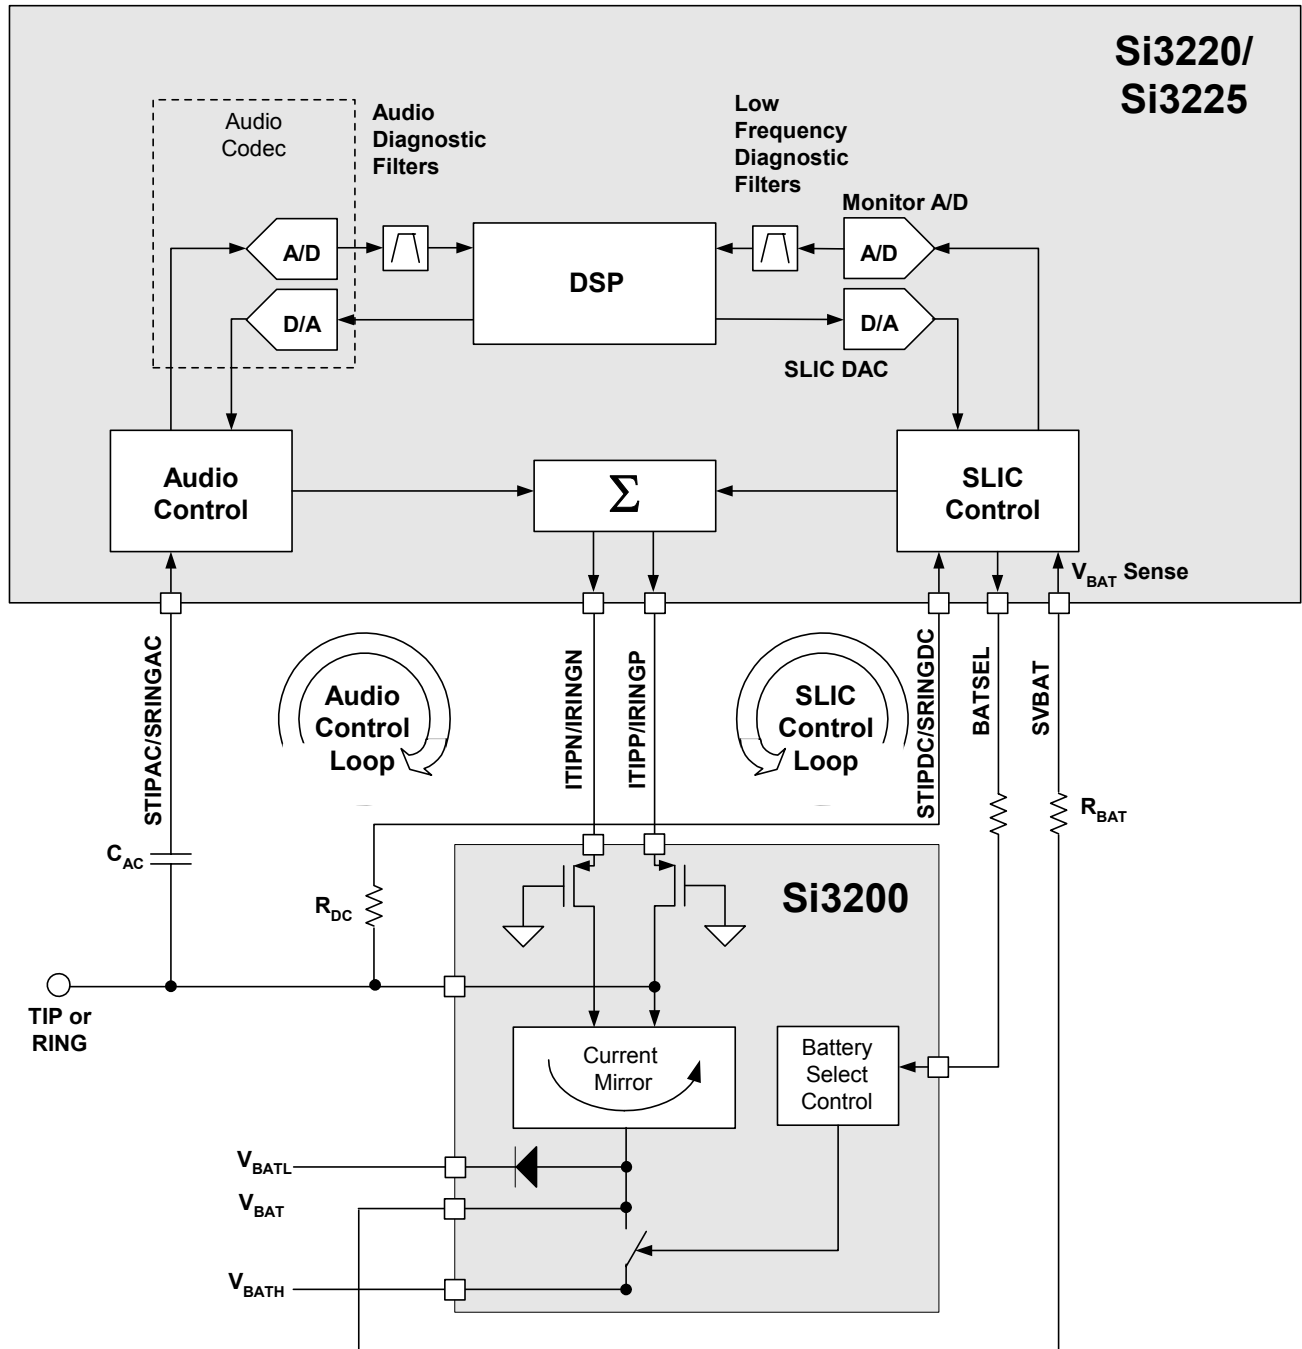 Si3220/
Si3225
Audio
Codec
Audio
Diagnostic
Filters
Low
Frequency
Diagnostic
Filters
Monitor A/D
A/D
DSP
A/D
D/A
D/A
SLIC DAC
Audio
Control
Σ
SLIC
Control
VBAT Sense
STIPAC/SRINGAC
Audio
Control
Loop
ITIPN/IRINGN
ITIPP/IRINGP
SLIC
Control
Loop
STIPDC/SRINGDC
BATSEL
SVBAT
RBAT
CAC
RDC
Si3200
TIP or
RING
Current
Mirror
Battery
Select
Control
VBATL
VBAT
VBATH